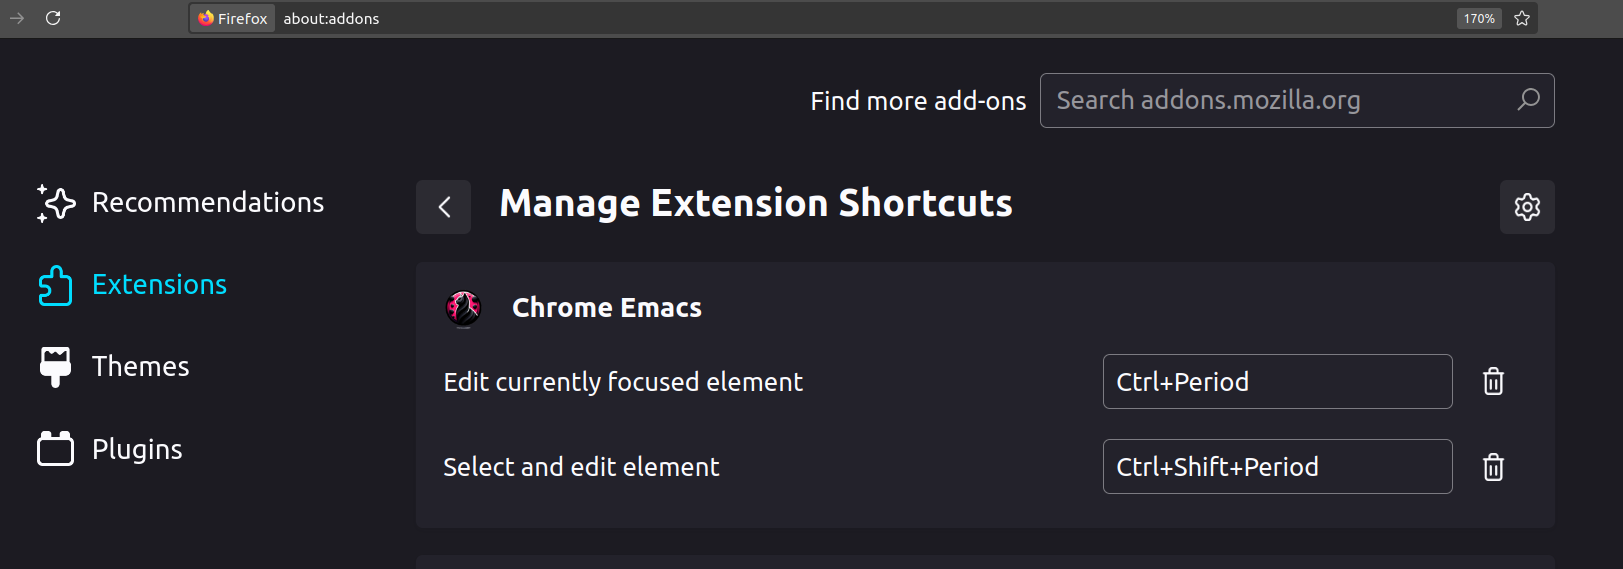 Firefox about:addons 170%
Find more add-ons Search addons.mozilla.org
Recommendations
Extensions
Themes
Plugins
Manage Extension Shortcuts
Chrome Emacs
Edit currently focused element Ctrl+Period
Select and edit element Ctrl+Shift+Period